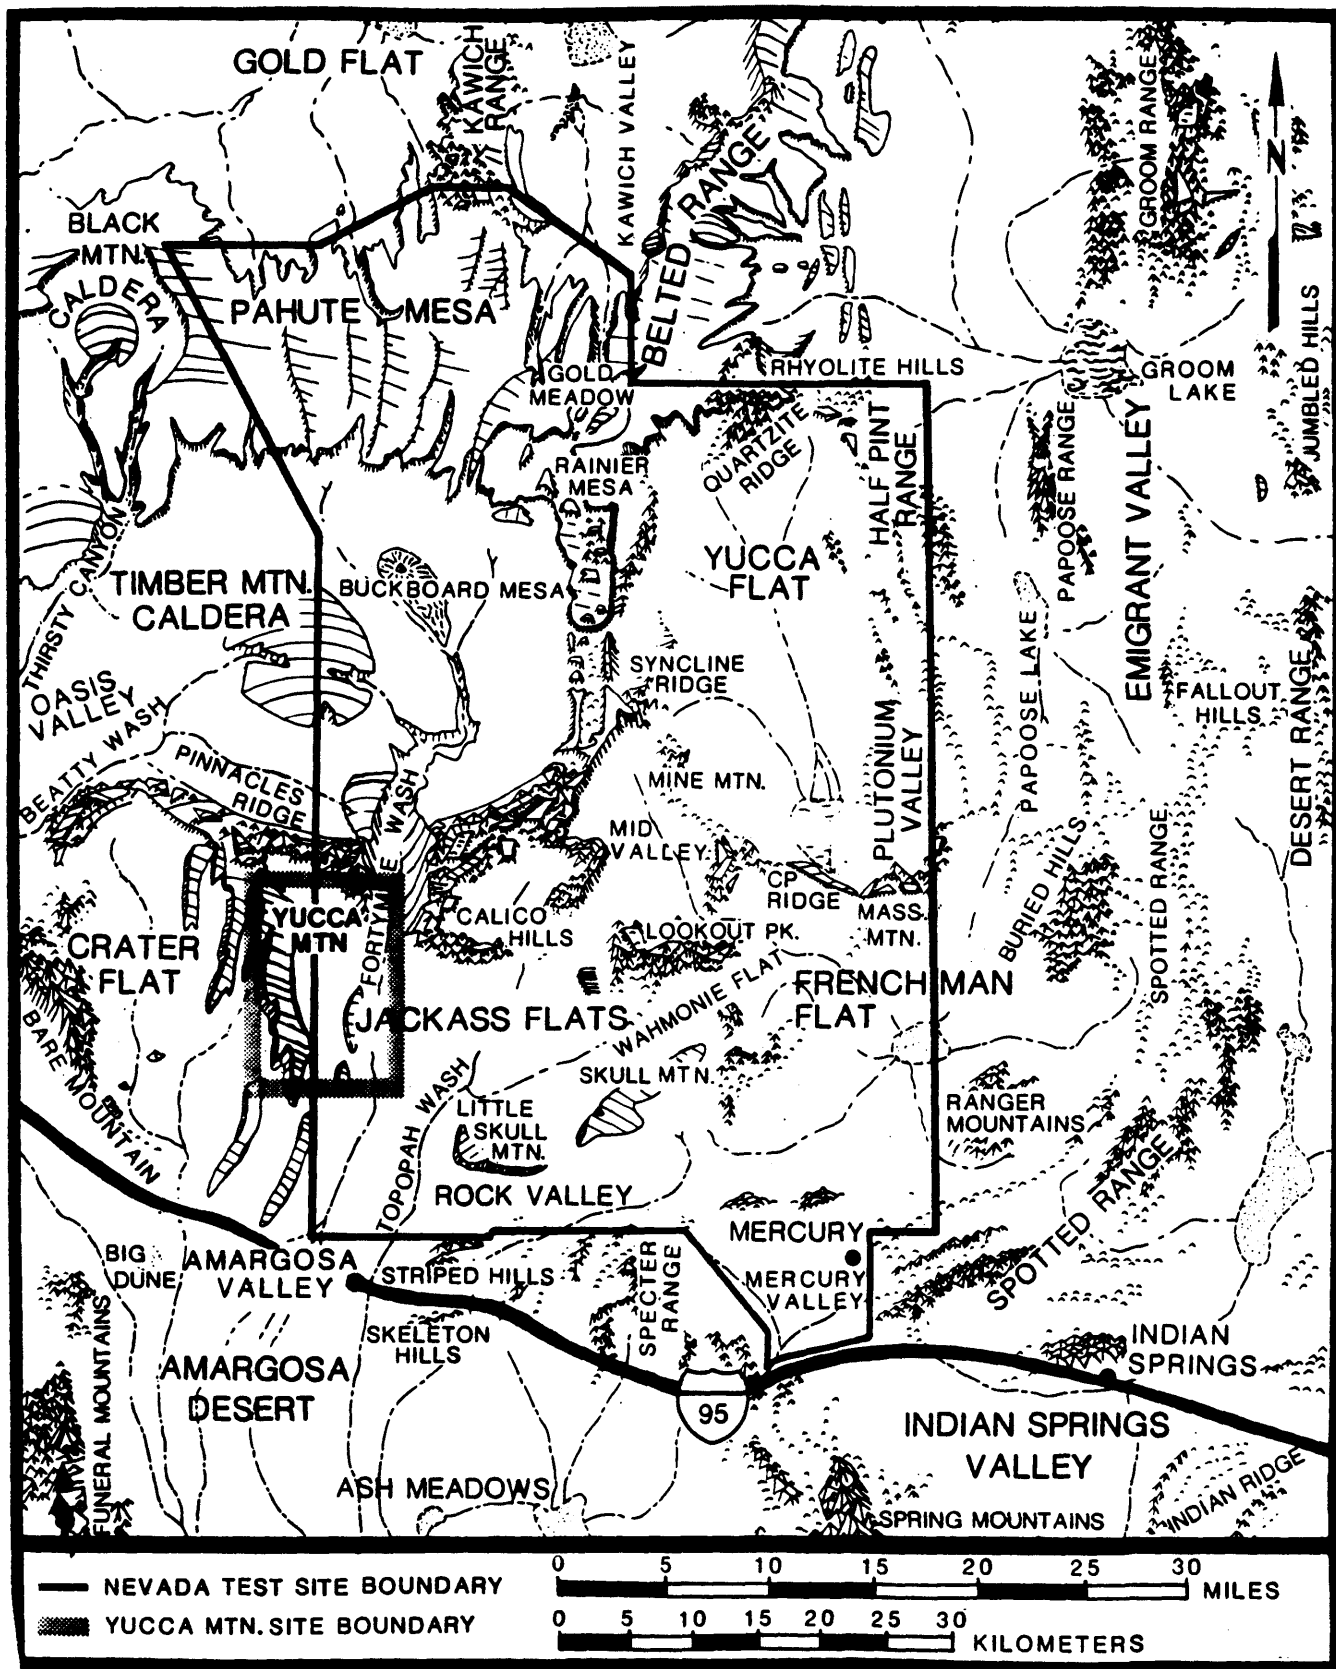 GOLD FLAT
KAWICH
RANGE
KAWICH VALLEY
BELTED RANGE
GROOM RANGE
N
BLACK
MTN.
CALDERA
PAHUTE MESA
GOLD
MEADOW
RHYOLITE HILLS
GROOM
LAKE
JUMBLED HILLS
QUARTZITE
RIDGE
HALF PINT
RANGE
PAPOOSE RANGE
EMIGRANT VALLEY
RAINIER
MESA
THIRSTY CANYON
TIMBER MTN.
CALDERA
BUCKBOARD MESA
YUCCA
FLAT
OASIS
VALLEY
SYNCLINE
RIDGE
PAPOOSE LAKE
FALLOUT
HILLS
DESERT RANGE
BEATTY WASH
PINNACLES
RIDGE
MINE MTN.
PLUTONIUM
VALLEY
MID
VALLEY
CP
RIDGE
MASS.
MTN.
BURIED HILLS
SPOTTED RANGE
YUCCA
MTN
FORTYMILE WASH
CALICO
HILLS
LOOKOUT PK.
CRATER
FLAT
JACKASS FLATS
WAHMONIE FLAT
FRENCHMAN
FLAT
BARE MOUNTAIN
SKULL MTN.
TOPOPAH WASH
LITTLE
SKULL
MTN.
RANGER
MOUNTAINS
ROCK VALLEY
SPOTTED RANGE
MERCURY
BIG
DUNE
AMARGOSA
VALLEY
STRIPED HILLS
SPECTER
RANGE
MERCURY
VALLEY
SKELETON
HILLS
INDIAN
SPRINGS
FUNERAL MOUNTAINS
AMARGOSA
DESERT
95
INDIAN SPRINGS
VALLEY
ASH MEADOWS
SPRING MOUNTAINS
INDIAN RIDGE
NEVADA TEST SITE BOUNDARY
YUCCA MTN. SITE BOUNDARY
0 5 10 15 20 25 30
MILES
0 5 10 15 20 25 30
KILOMETERS